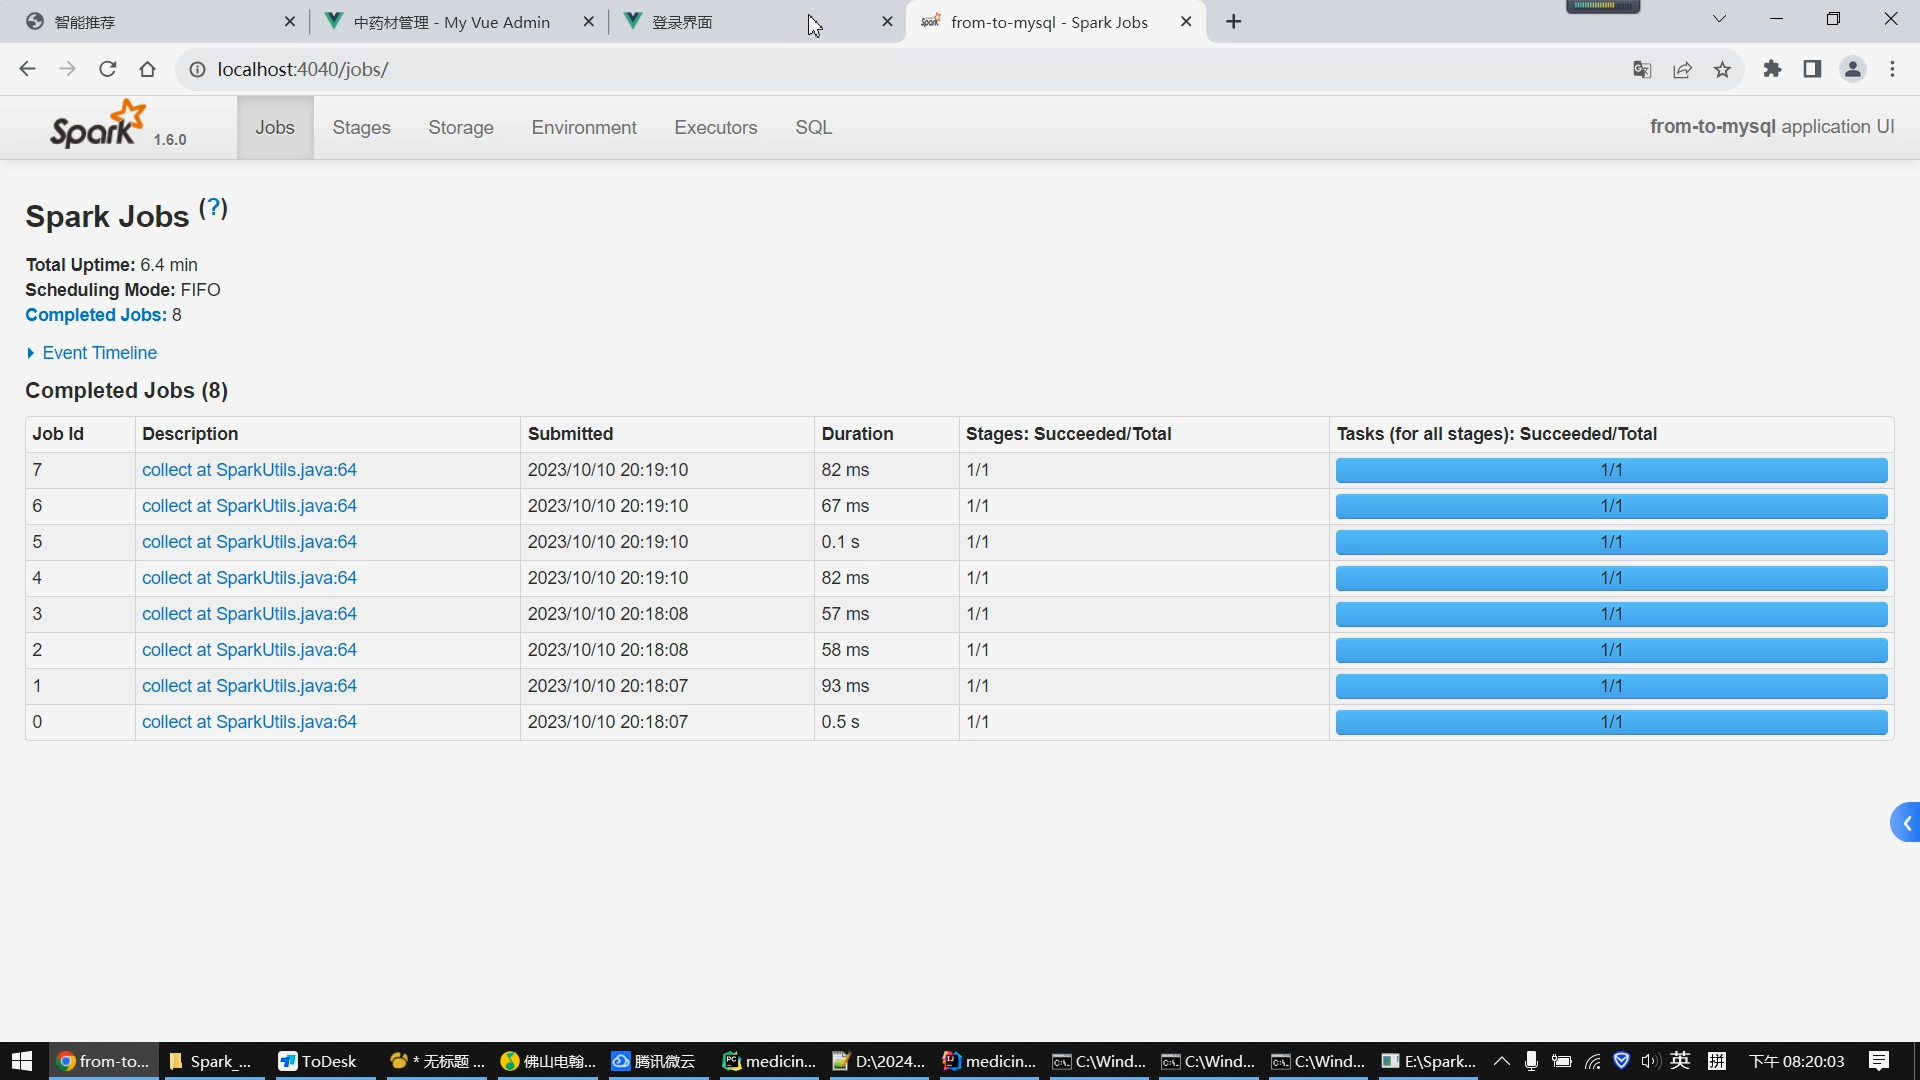 智能推荐
中药材管理 - My Vue Admin
登录界面
from-to-mysql - Spark Jobs
localhost:4040/jobs/
Spark 1.6.0
Jobs Stages Storage Environment Executors SQL
from-to-mysql application UI
Spark Jobs (?)
Total Uptime: 6.4 min
Scheduling Mode: FIFO
Completed Jobs: 8
Event Timeline
Completed Jobs (8)
Job Id Description Submitted Duration Stages: Succeeded/Total Tasks (for all stages): Succeeded/Total
7 collect at SparkUtils.java:64 2023/10/10 20:19:10 82 ms 1/1 1/1
6 collect at SparkUtils.java:64 2023/10/10 20:19:10 67 ms 1/1 1/1
5 collect at SparkUtils.java:64 2023/10/10 20:19:10 0.1 s 1/1 1/1
4 collect at SparkUtils.java:64 2023/10/10 20:19:10 82 ms 1/1 1/1
3 collect at SparkUtils.java:64 2023/10/10 20:18:08 57 ms 1/1 1/1
2 collect at SparkUtils.java:64 2023/10/10 20:18:08 58 ms 1/1 1/1
1 collect at SparkUtils.java:64 2023/10/10 20:18:07 93 ms 1/1 1/1
0 collect at SparkUtils.java:64 2023/10/10 20:18:07 0.5 s 1/1 1/1
from-to... Spark_... ToDesk * 无标题 ... 佛山电翰... 腾讯微云 medicin... D:\2024... medicin... C:\Wind... C:\Wind... C:\Wind... E:\Spark... 英 拼 下午 08:20:03